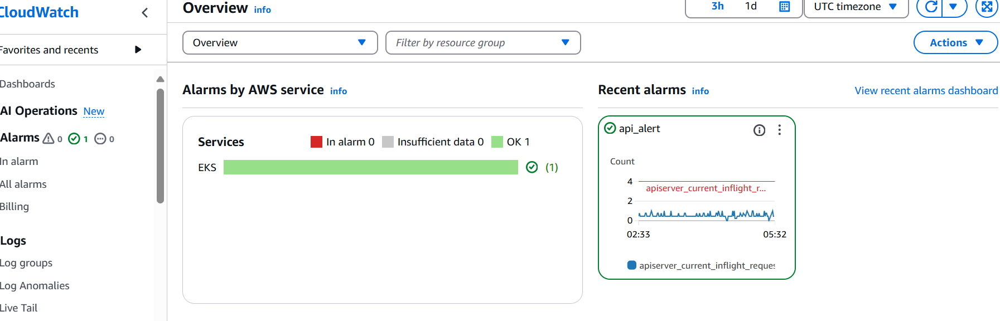 CloudWatch
Favorites and recents
Dashboards
AI Operations New
Alarms 0 1 0
In alarm
All alarms
Billing
Logs
Log groups
Log Anomalies
Live Tail
Overview info
3h 1d UTC timezone
Overview Filter by resource group Actions
Alarms by AWS service info
Services In alarm 0 Insufficient data 0 OK 1
EKS (1)
Recent alarms info View recent alarms dashboard
api_alert
Count
4
apiserver_current_inflight_r...
2
0
02:33 05:32
apiserver_current_inflight_reques